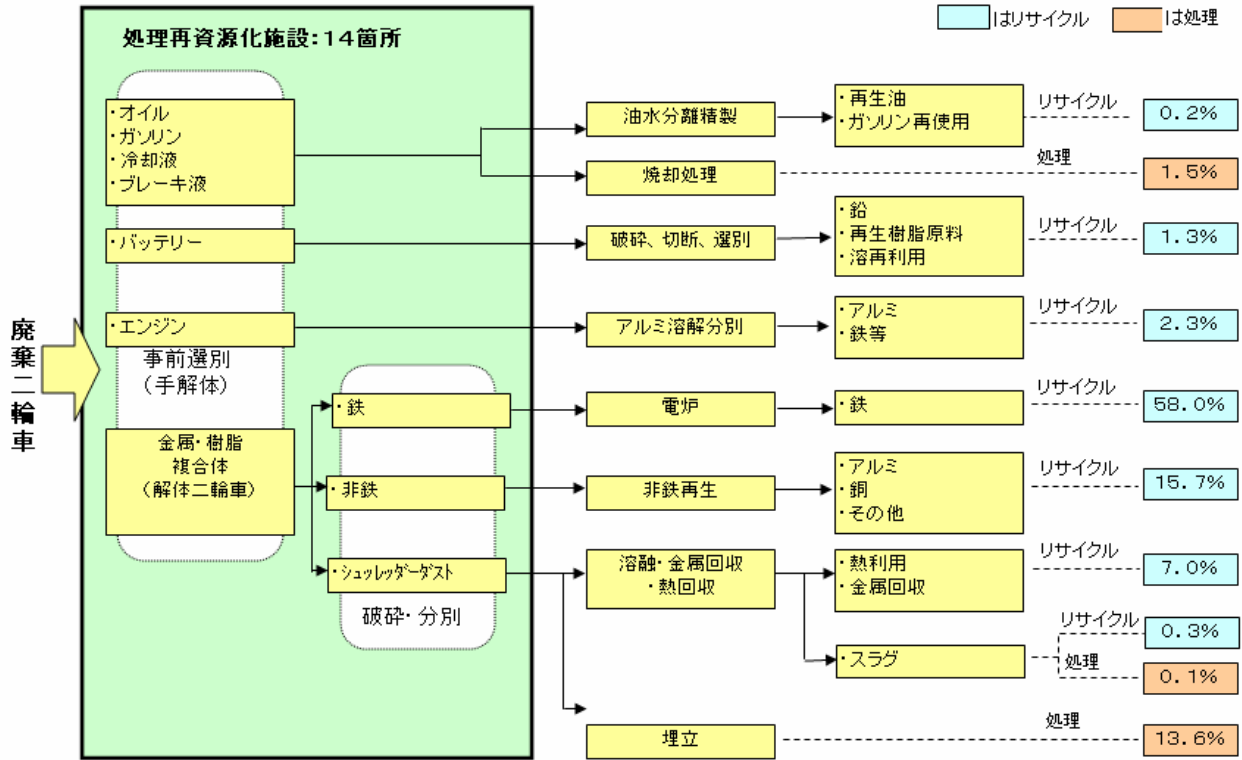 はリサイクル
は処理
処理再資源化施設:14箇所
・オイル
・ガソリン
・冷却液
・ブレーキ液
油水分離精製
・再生油
・ガソリン再使用
リサイクル
0.2%
焼却処理
処理
1.5%
・バッテリー
破砕、切断、選別
・鉛
・再生樹脂原料
・溶再利用
リサイクル
1.3%
・エンジン
アルミ溶解分別
・アルミ
・鉄等
リサイクル
2.3%
廃棄二輪車
事前選別
(手解体)
金属・樹脂
複合体
(解体二輪車)
・鉄
電炉
・鉄
リサイクル
58.0%
・非鉄
非鉄再生
・アルミ
・銅
・その他
リサイクル
15.7%
・シュッレッダーダスト
溶融・金属回収
・熱回収
・熱利用
・金属回収
リサイクル
7.0%
破砕・分別
・スラグ
リサイクル
0.3%
処理
0.1%
埋立
処理
13.6%